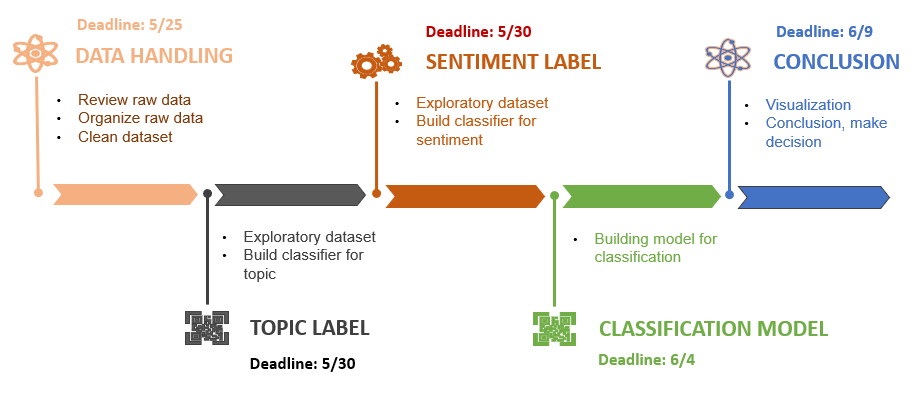 Deadline: 5/25
DATA HANDLING
• Review raw data
• Organize raw data
• Clean dataset
Deadline: 5/30
SENTIMENT LABEL
• Exploratory dataset
• Build classifier for
sentiment
Deadline: 6/9
CONCLUSION
• Visualization
• Conclusion, make
decision
• Exploratory dataset
• Build classifier for
topic
TOPIC LABEL
Deadline: 5/30
• Building model for
classification
CLASSIFICATION MODEL
Deadline: 6/4